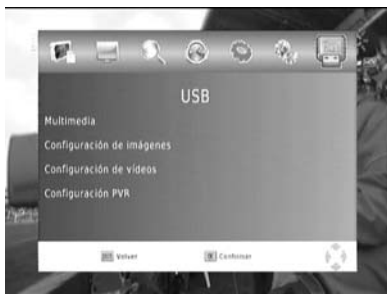 USB
Multimedia
Configuración de imágenes
Configuración de vídeos
Configuración PVR
Volver
Confirmar